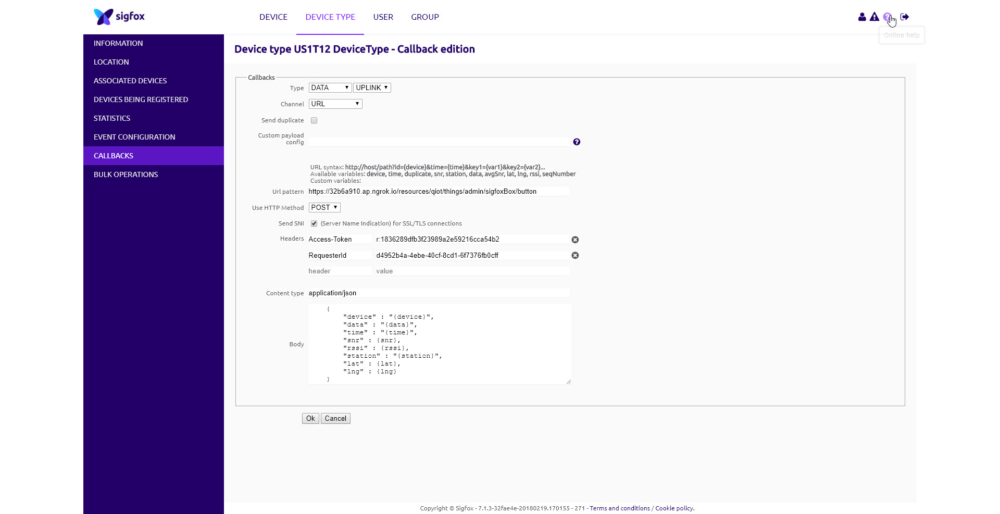 sigfox
DEVICE DEVICE TYPE USER GROUP
Online help
INFORMATION
LOCATION
ASSOCIATED DEVICES
DEVICES BEING REGISTERED
STATISTICS
EVENT CONFIGURATION
CALLBACKS
BULK OPERATIONS
Device type US1T12 DeviceType - Callback edition
Callbacks
Type DATA UPLINK
Channel URL
Send duplicate
Custom payload
config
URL syntax: http://host/path?id={device}&time={time}&key1={var1}&key2={var2}...
Available variables: device, time, duplicate, snr, station, data, avgSnr, lat, lng, rssi, seqNumber
Custom variables:
Url pattern https://32b6a910.ap.ngrok.io/resources/qiot/things/admin/sigfoxBox/button
Use HTTP Method POST
Send SNI (Server Name Indication) for SSL/TLS connections
Headers Access-Token r:1836289dfb3f23989a2e59216cca54b2
RequesterId d4952b4a-4ebe-40cf-8cd1-6f7376fb0cff
header value
Content type application/json
Body
{
"device" : "{device}",
"data" : "{data}",
"time" : "{time}",
"snr" : {snr},
"rssi" : {rssi},
"station" : "{station}",
"lat" : {lat},
"lng" : {lng}
}
Ok Cancel
Copyright © Sigfox - 7.1.3-32fae4e-20180219.170155 - 271 - Terms and conditions / Cookie policy.